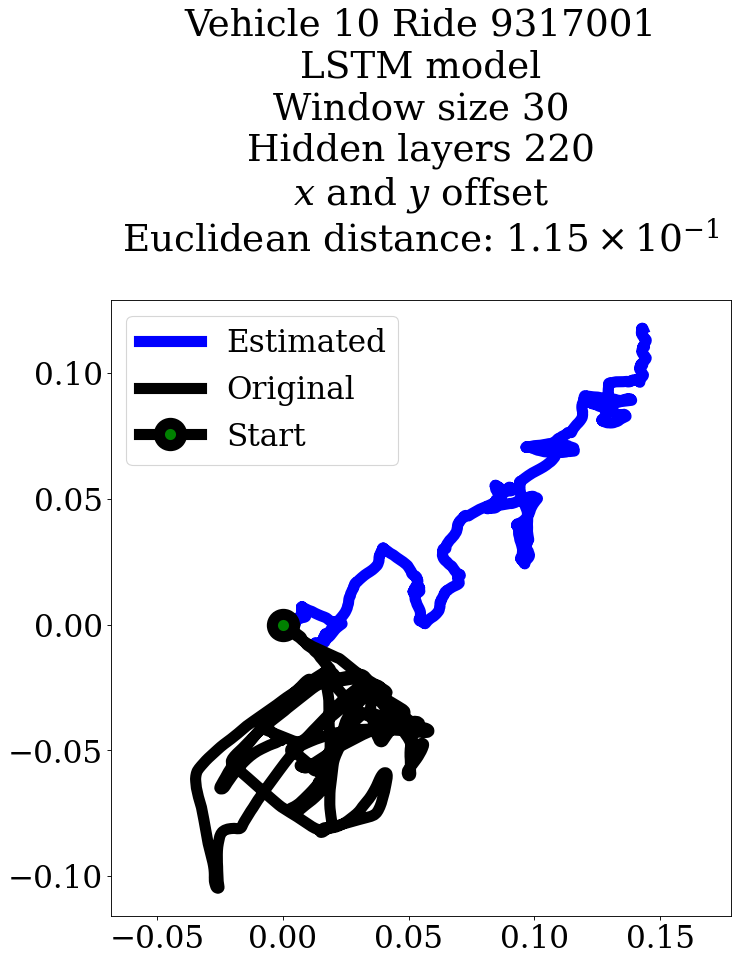 Vehicle 10 Ride 9317001
LSTM model
Window size 30
Hidden layers 220
x and y offset
Euclidean distance: 1.15 × 10⁻¹
Estimated
Original
Start
0.10
0.05
0.00
−0.05
−0.10
−0.05 0.00 0.05 0.10 0.15